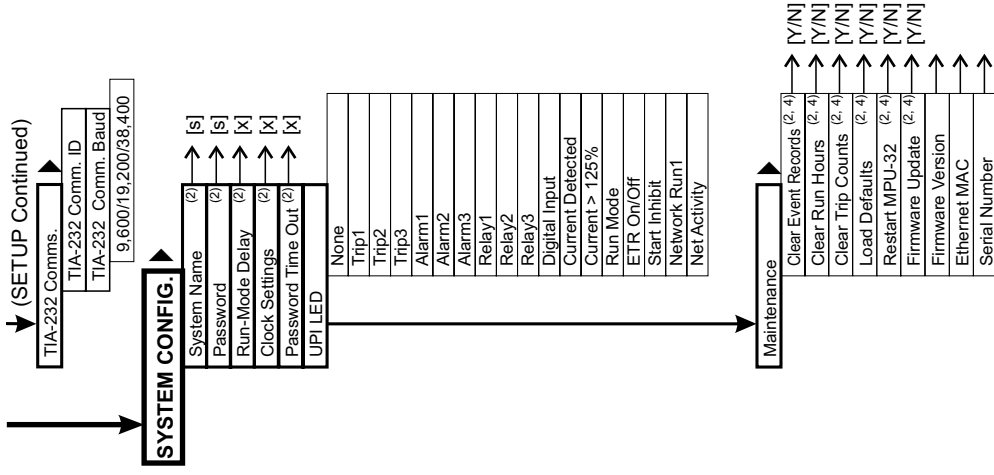 (SETUP Continued)
TIA-232 Comms.
TIA-232 Comm. ID
TIA-232 Comm. Baud
9,600/119,200/38,400
SYSTEM CONFIG.
System Name (2) [s]
Password (2) [s]
Run-Mode Delay (2) [x]
Clock Settings (2) [x]
Password Time Out (2) [x]
UPI LED
None
Trip1
Trip2
Trip3
Alarm1
Alarm2
Alarm3
Relay1
Relay2
Relay3
Digital Input
Current Detected
Current > 125%
Run Mode
ETR On/Off
Start Inhibit
Network Run1
Net Activity
Maintenance
Clear Event Records (2, 4) [Y/N]
Clear Run Hours (2, 4) [Y/N]
Clear Trip Counts (2, 4) [Y/N]
Load Defaults (2, 4) [Y/N]
Restart MPU-32 (2, 4) [Y/N]
Firmware Update (2, 4) [Y/N]
Firmware Version
Ethernet MAC
Serial Number